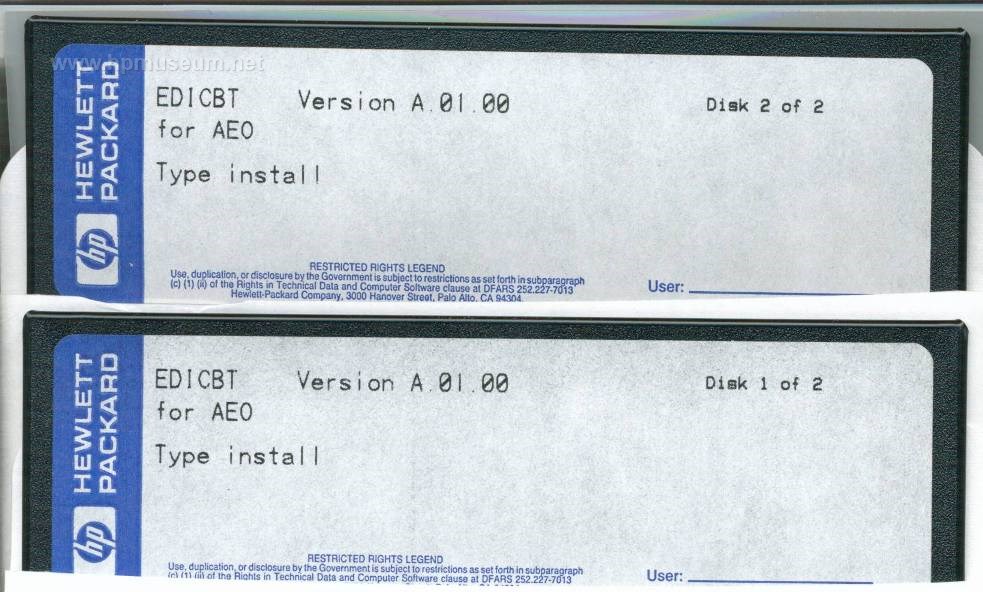 www.hpmuseum.net
HEWLETT
PACKARD
hp
EDICBT Version A.01.00 Disk 2 of 2
for AEO
Type install
RESTRICTED RIGHTS LEGEND
Use, duplication, or disclosure by the Government is subject to restrictions as set forth in subparagraph
(c) (1) (ii) of the Rights in Technical Data and Computer Software clause at DFARS 252.227-7013
Hewlett-Packard Company, 3000 Hanover Street, Palo Alto, CA 94304
User:
HEWLETT
PACKARD
hp
EDICBT Version A.01.00 Disk 1 of 2
for AEO
Type install
RESTRICTED RIGHTS LEGEND
Use, duplication, or disclosure by the Government is subject to restrictions as set forth in subparagraph
(c) (1) (ii) of the Rights in Technical Data and Computer Software clause at DFARS 252.227-7013
User: